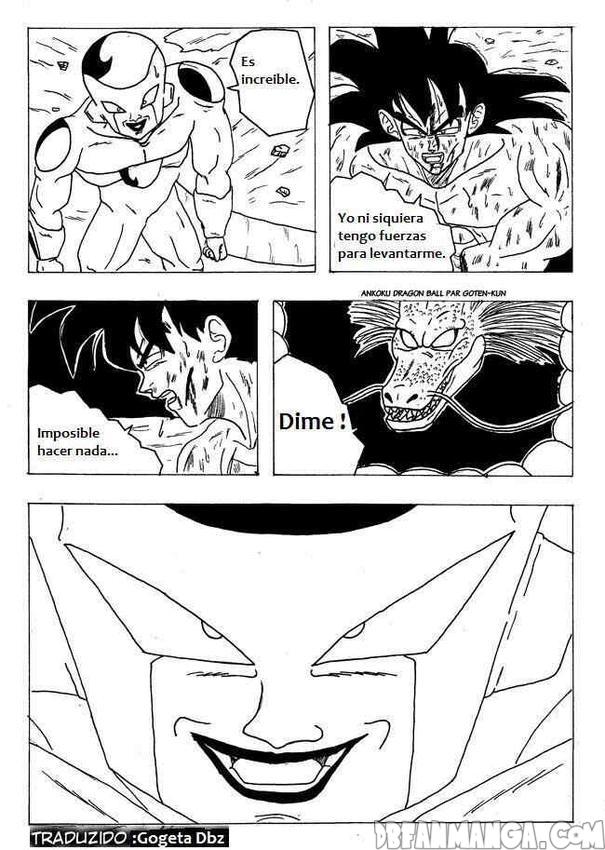 Es
increible.
Yo ni siquiera
tengo fuerzas
para levantarme.
ANKOKU DRAGON BALL PAR GOTEN-KUN
Imposible
hacer nada...
Dime !
TRADUZIDO :Gogeta Dbz
DBFANMANGA.COM